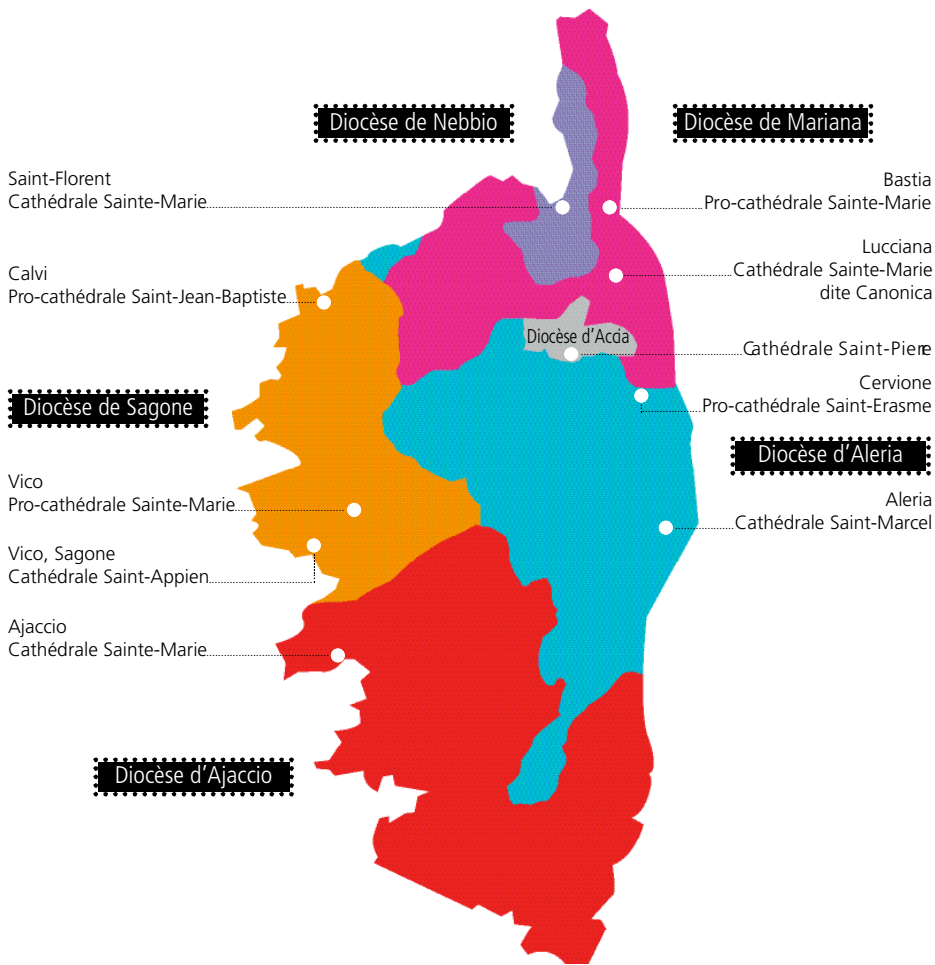 Diocèse de Nebbio
Diocèse de Mariana
Saint-Florent
Cathédrale Sainte-Marie
Bastia
Pro-cathédrale Sainte-Marie
Lucciana
Cathédrale Sainte-Marie
dite Canonica
Calvi
Pro-cathédrale Saint-Jean-Baptiste
Diocèse d'Accia
Cathédrale Saint-Pierre
Cervione
Pro-cathédrale Saint-Erasme
Diocèse de Sagone
Diocèse d'Aleria
Vico
Pro-cathédrale Sainte-Marie
Aleria
Cathédrale Saint-Marcel
Vico, Sagone
Cathédrale Saint-Appien
Ajaccio
Cathédrale Sainte-Marie
Diocèse d'Ajaccio